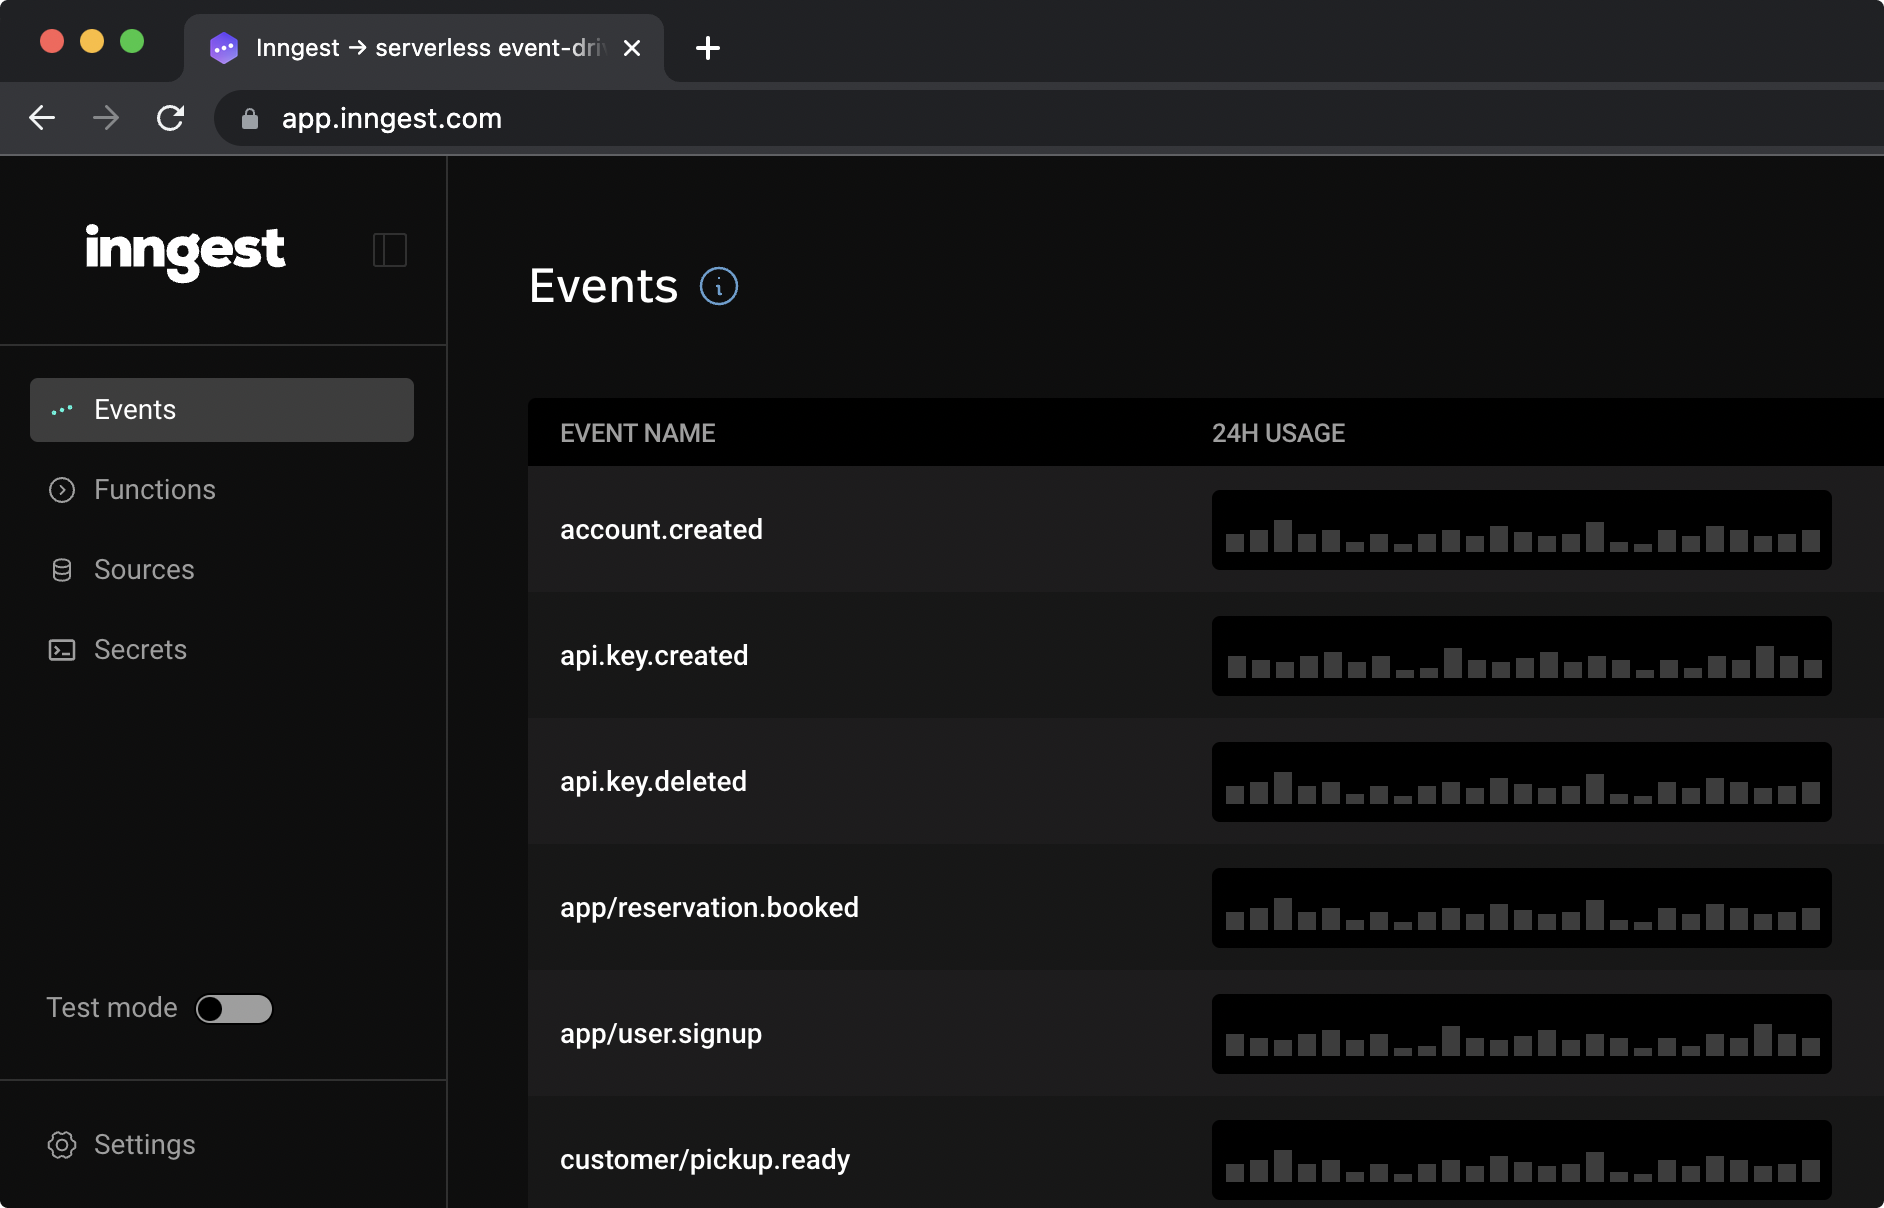 Inngest → serverless event-dri
app.inngest.com
inngest
Events
Functions
Sources
Secrets
Test mode
Settings
Events
EVENT NAME 24H USAGE
account.created
api.key.created
api.key.deleted
app/reservation.booked
app/user.signup
customer/pickup.ready